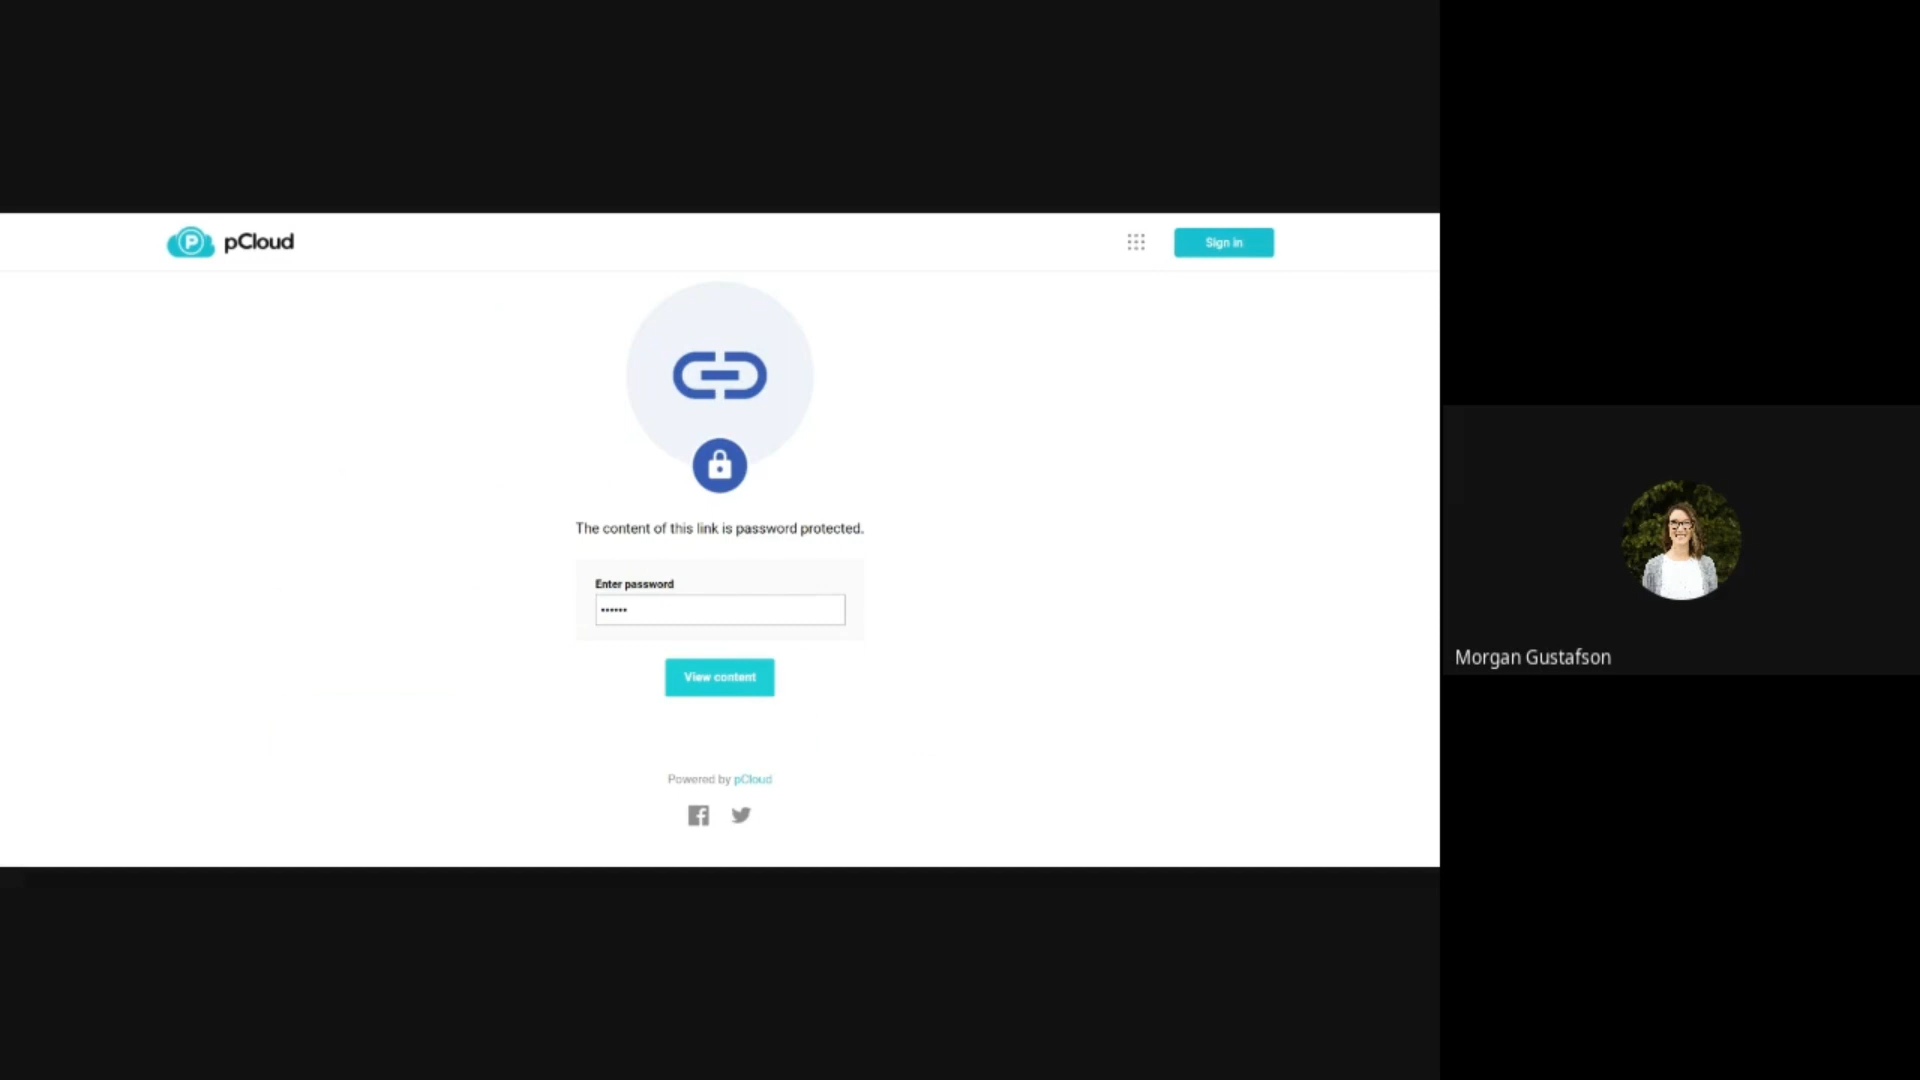 pCloud
Sign in
The content of this link is password protected.
Enter password
••••••
View content
Powered by pCloud
Morgan Gustafson